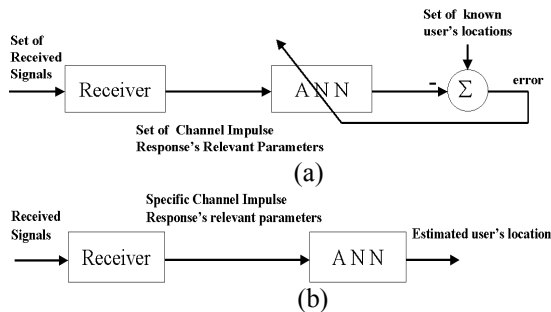 Set of known
user's locations
Set of
Received
Signals
Receiver
A N N
-
Σ
error
Set of Channel Impulse
Response's Relevant Parameters
(a)
Specific Channel Impulse
Response's relevant parameters
Received
Signals
Receiver
A N N
Estimated user's location
(b)